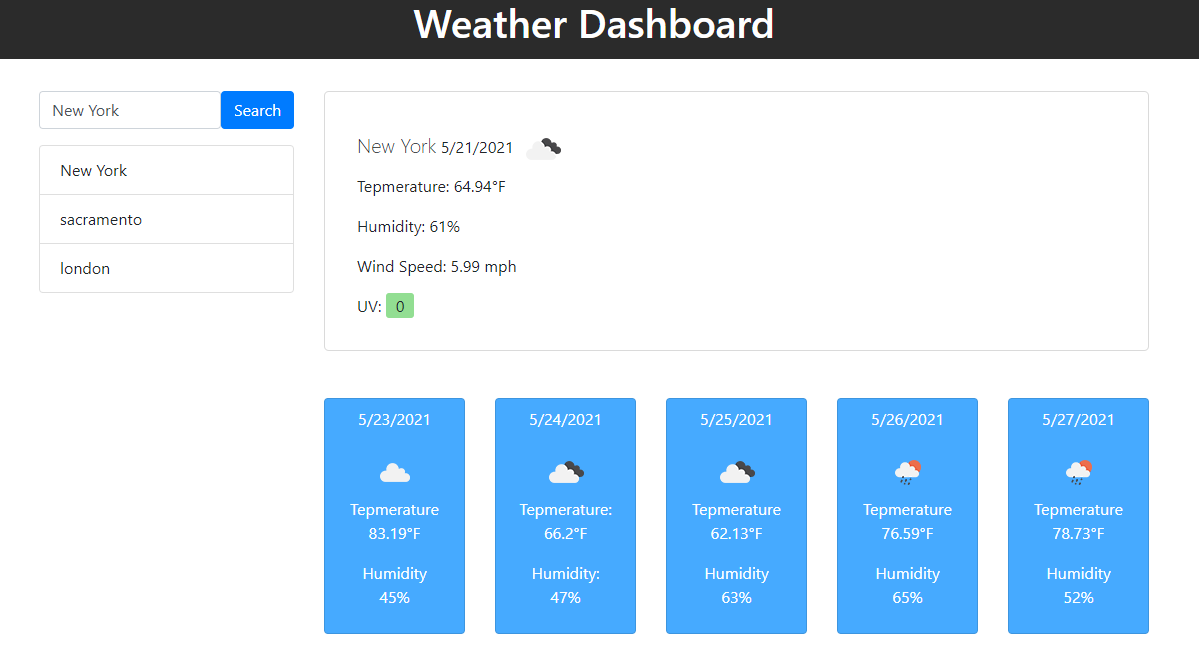 Weather Dashboard
New York
Search
New York
sacramento
london
New York 5/21/2021
Tepmerature: 64.94°F
Humidity: 61%
Wind Speed: 5.99 mph
UV: 0
5/23/2021
Tepmerature
83.19°F
Humidity
45%
5/24/2021
Tepmerature:
66.2°F
Humidity:
47%
5/25/2021
Tepmerature
62.13°F
Humidity
63%
5/26/2021
Tepmerature
76.59°F
Humidity
65%
5/27/2021
Tepmerature
78.73°F
Humidity
52%